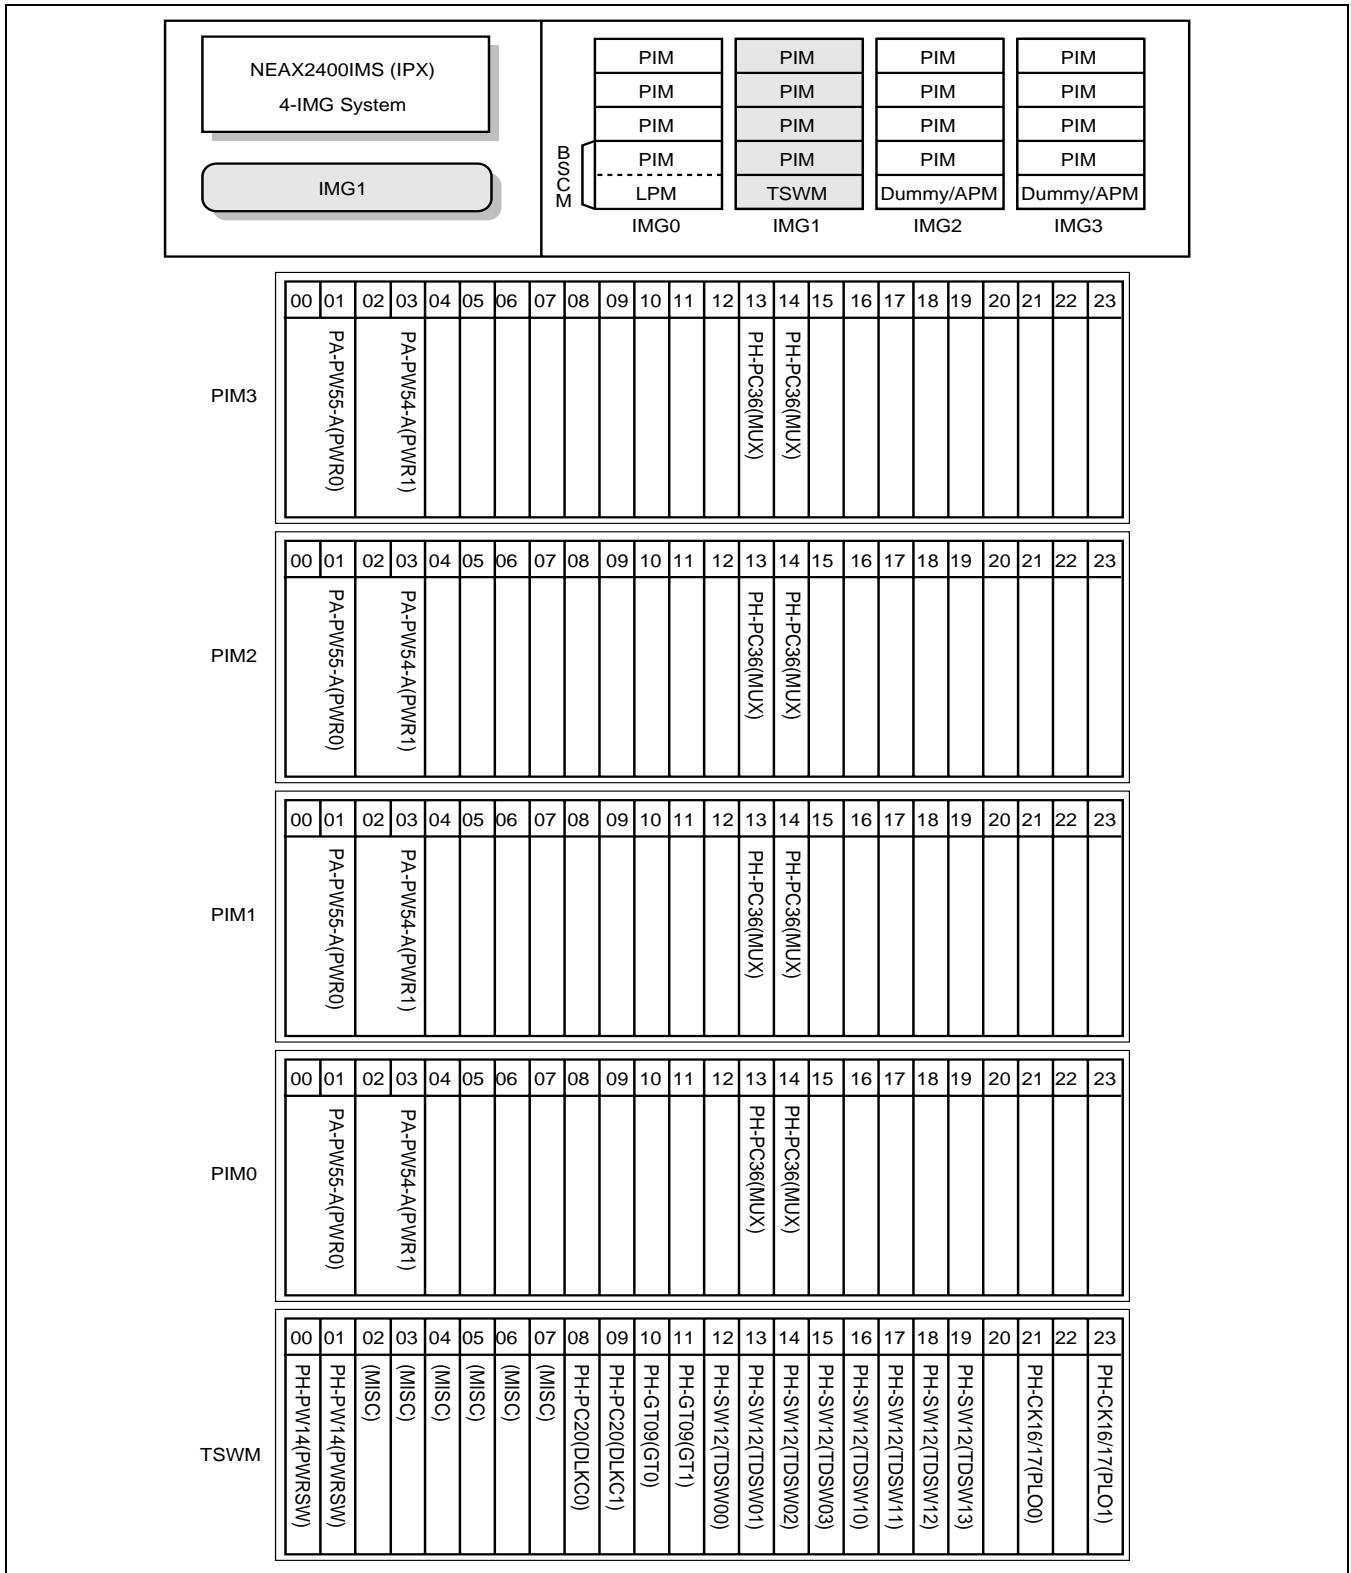 NEAX2400IMS (IPX)
4-IMG System
IMG1
PIM PIM PIM PIM
PIM PIM PIM PIM
PIM PIM PIM PIM
PIM PIM PIM PIM
LPM TSWM Dummy/APM Dummy/APM
BSCM
IMG0 IMG1 IMG2 IMG3
PIM3
00 01 02 03 04 05 06 07 08 09 10 11 12 13 14 15 16 17 18 19 20 21 22 23
PA-PW55-A(PWR0)
PA-PW54-A(PWR1)
PH-PC36(MUX)
PH-PC36(MUX)
PIM2
00 01 02 03 04 05 06 07 08 09 10 11 12 13 14 15 16 17 18 19 20 21 22 23
PA-PW55-A(PWR0)
PA-PW54-A(PWR1)
PH-PC36(MUX)
PH-PC36(MUX)
PIM1
00 01 02 03 04 05 06 07 08 09 10 11 12 13 14 15 16 17 18 19 20 21 22 23
PA-PW55-A(PWR0)
PA-PW54-A(PWR1)
PH-PC36(MUX)
PH-PC36(MUX)
PIM0
00 01 02 03 04 05 06 07 08 09 10 11 12 13 14 15 16 17 18 19 20 21 22 23
PA-PW55-A(PWR0)
PA-PW54-A(PWR1)
PH-PC36(MUX)
PH-PC36(MUX)
TSWM
00 01 02 03 04 05 06 07 08 09 10 11 12 13 14 15 16 17 18 19 20 21 22 23
PH-PW14(PWRSW)
PH-PW14(PWRSW)
(MISC)
(MISC)
(MISC)
(MISC)
(MISC)
(MISC)
PH-PC20(DLKC0)
PH-PC20(DLKC1)
PH-GT09(GT0)
PH-GT09(GT1)
PH-SW12(TDSW00)
PH-SW12(TDSW01)
PH-SW12(TDSW02)
PH-SW12(TDSW03)
PH-SW12(TDSW10)
PH-SW12(TDSW11)
PH-SW12(TDSW12)
PH-SW12(TDSW13)
PH-CK16/17(PLO0)
PH-CK16/17(PLO1)